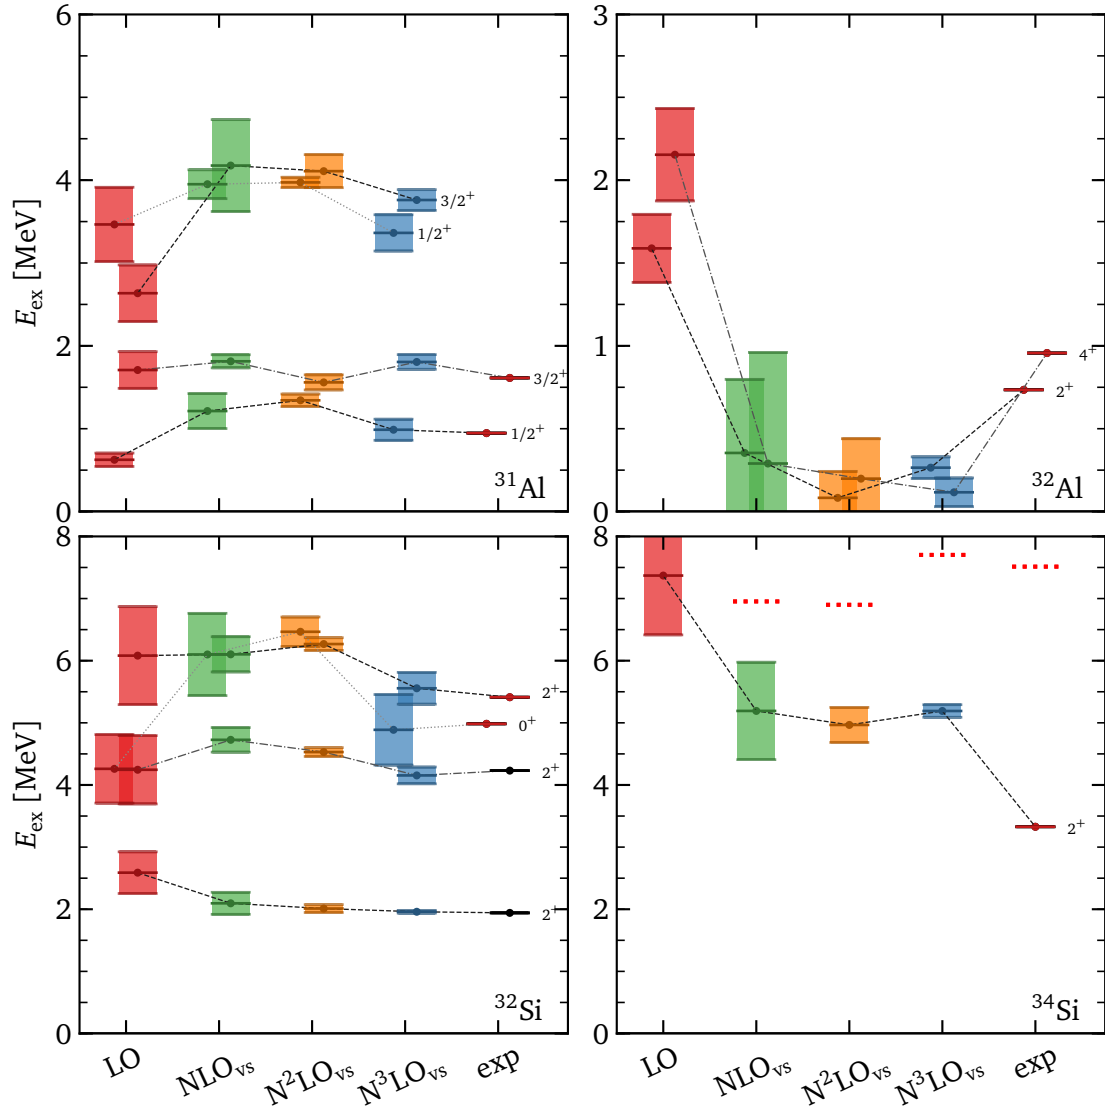 6
4
2
0
E_ex [MeV]
3/2⁺
1/2⁺
3/2⁺
1/2⁺
³¹Al
3
2
1
0
4⁺
2⁺
³²Al
8
6
4
2
0
E_ex [MeV]
2⁺
0⁺
2⁺
2⁺
³²Si
LO
NLO_vs
N²LO_vs
N³LO_vs
exp
8
6
4
2
0
2⁺
³⁴Si
LO
NLO_vs
N²LO_vs
N³LO_vs
exp